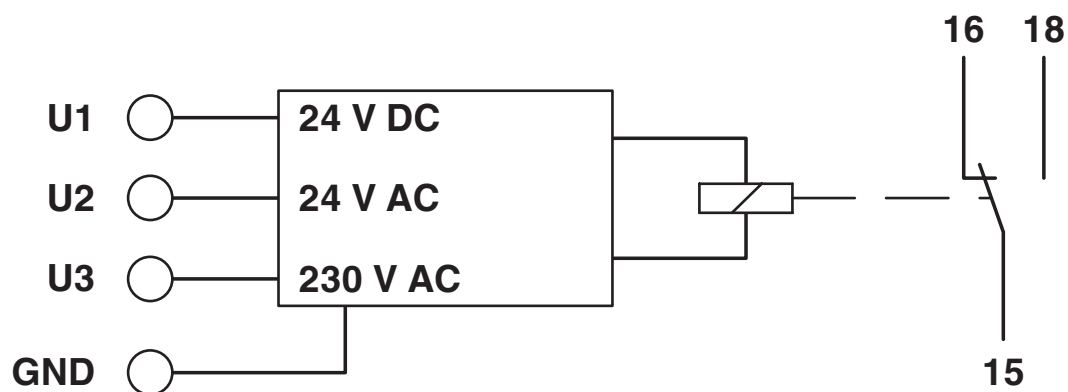 16 18
U1 24 V DC
U2 24 V AC
U3 230 V AC
GND
15